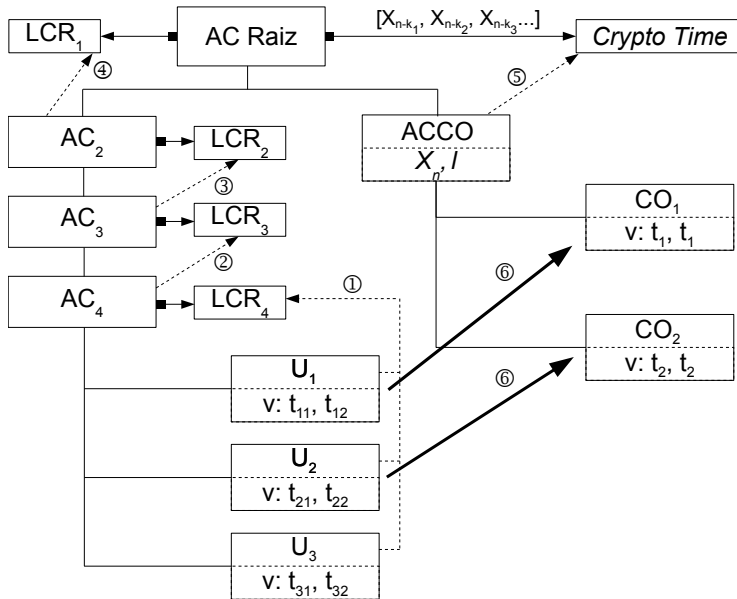 LCR₁
AC Raiz
[Xₙ₋ₖ₁, Xₙ₋ₖ₂, Xₙ₋ₖ₃...]
Crypto Time
④
⑤
AC₂
LCR₂
ACCO
Xₙ, l
③
AC₃
LCR₃
CO₁
v: t₁, t₁
②
⑥
AC₄
LCR₄
①
CO₂
v: t₂, t₂
⑥
U₁
v: t₁₁, t₁₂
U₂
v: t₂₁, t₂₂
U₃
v: t₃₁, t₃₂